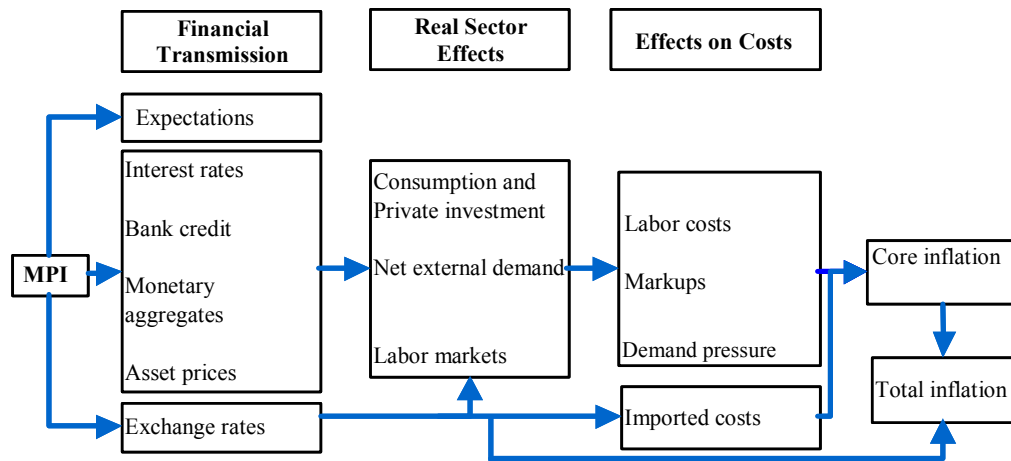 Financial
Transmission
Real Sector
Effects
Effects on Costs
Expectations
Interest rates
Bank credit
Monetary
aggregates
Asset prices
Exchange rates
MPI
Consumption and
Private investment
Net external demand
Labor markets
Labor costs
Markups
Demand pressure
Imported costs
Core inflation
Total inflation